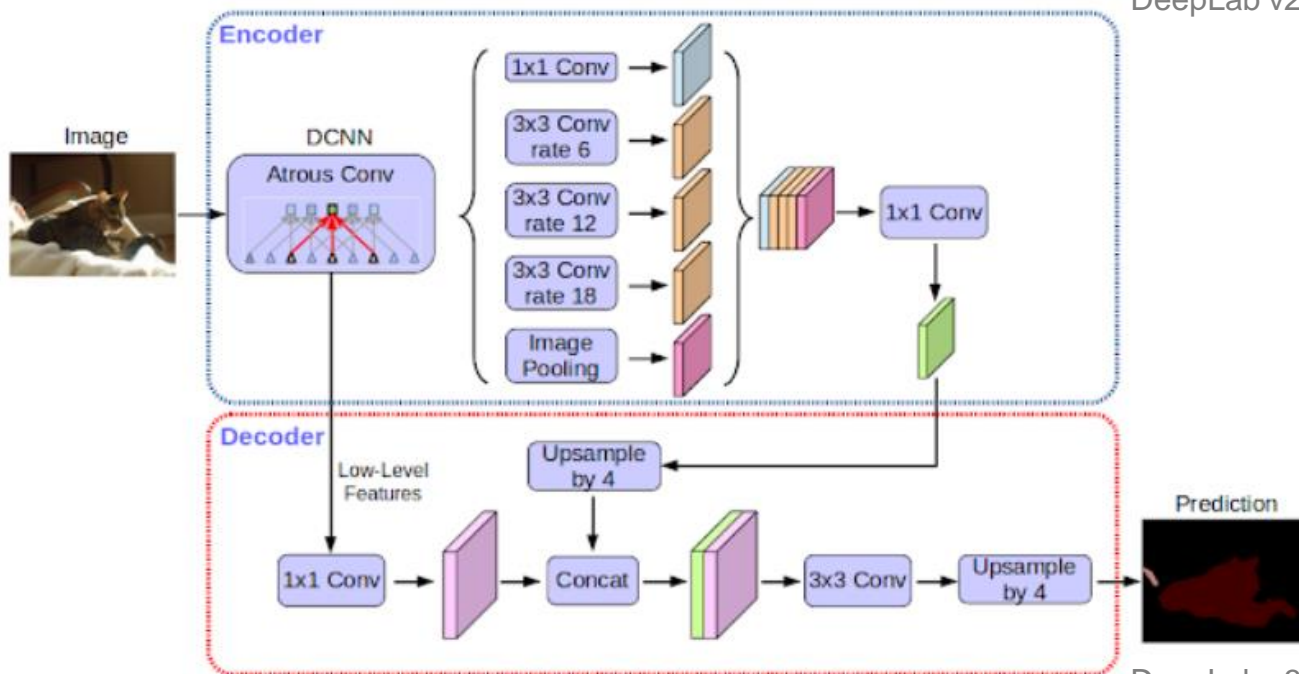 DeepLab v2
Encoder
Image
DCNN
Atrous Conv
1x1 Conv
3x3 Conv
rate 6
3x3 Conv
rate 12
3x3 Conv
rate 18
Image
Pooling
1x1 Conv
Decoder
Low-Level
Features
Upsample
by 4
1x1 Conv
Concat
3x3 Conv
Upsample
by 4
Prediction